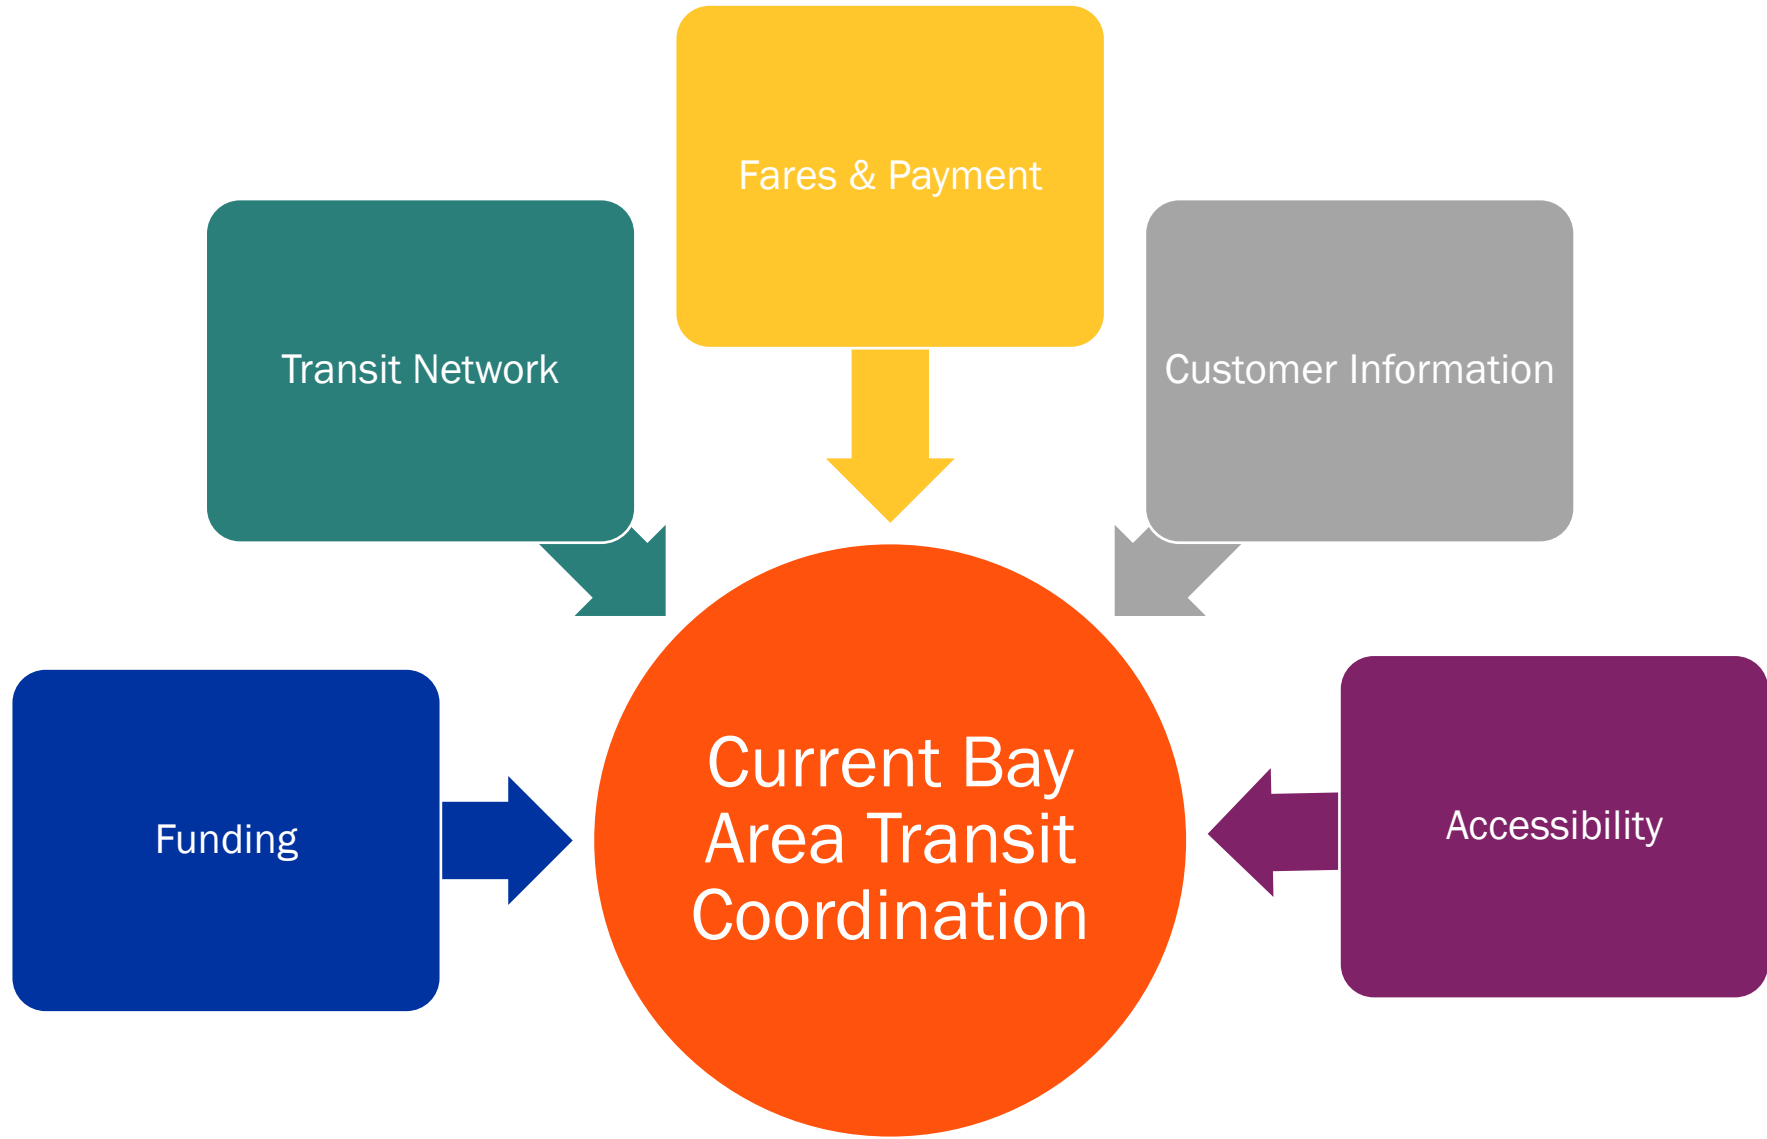 Fares & Payment
Transit Network
Customer Information
Funding
Current Bay
Area Transit
Coordination
Accessibility